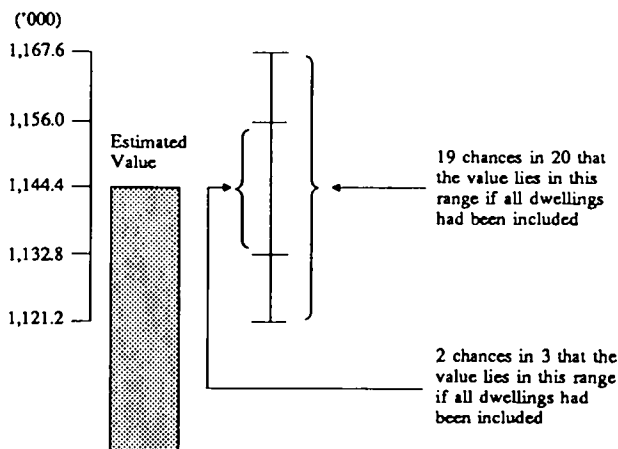 ('000)
1,167.6
1,156.0
Estimated
Value
1,144.4
1,132.8
1,121.2
19 chances in 20 that
the value lies in this
range if all dwellings
had been included
2 chances in 3 that the
value lies in this range
if all dwellings had
been included